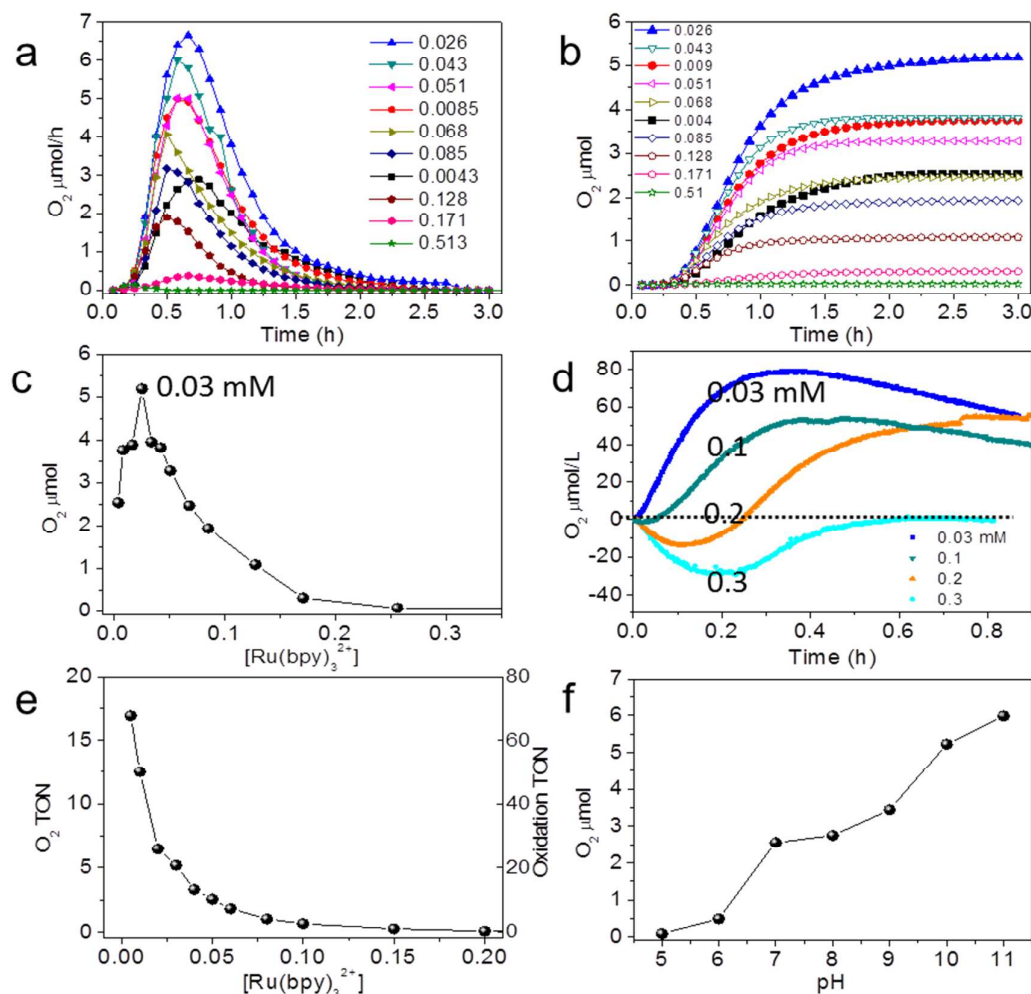 a
O₂ μmol/h
7
6
5
4
3
2
1
0
0.026
0.043
0.051
0.0085
0.068
0.085
0.0043
0.128
0.171
0.513
0.0 0.5 1.0 1.5 2.0 2.5 3.0
Time (h)
b
O₂ μmol
6
5
4
3
2
1
0
0.026
0.043
0.009
0.051
0.068
0.004
0.085
0.128
0.171
0.51
0.0 0.5 1.0 1.5 2.0 2.5 3.0
Time (h)
c
O₂ μmol
6
5
4
3
2
1
0
0.03 mM
0.0 0.1 0.2 0.3
[Ru(bpy)₃²⁺]
d
O₂ μmol/L
80
60
40
20
0
-20
-40
0.03 mM
0.1
0.2
0.3
0.03 mM
0.1
0.2
0.3
0.0 0.2 0.4 0.6 0.8
Time (h)
e
O₂ TON
20
15
10
5
0
80
60
40
20
0
Oxidation TON
0.00 0.05 0.10 0.15 0.20
[Ru(bpy)₃²⁺]
f
O₂ μmol
7
6
5
4
3
2
1
0
5 6 7 8 9 10 11
pH